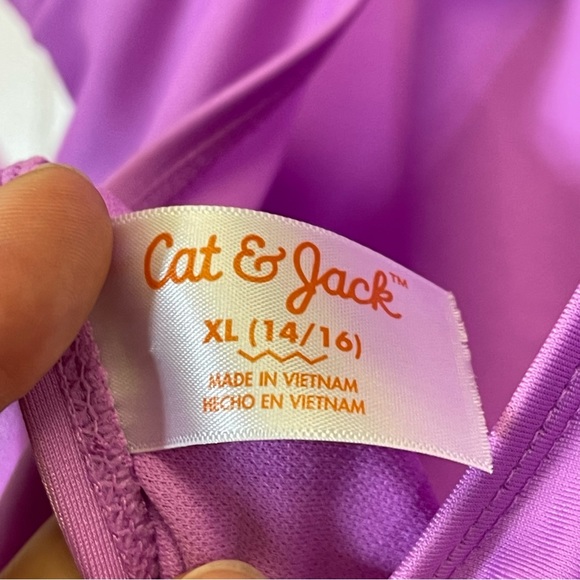 Cat & Jack™
XL (14/16)
MADE IN VIETNAM
HECHO EN VIETNAM